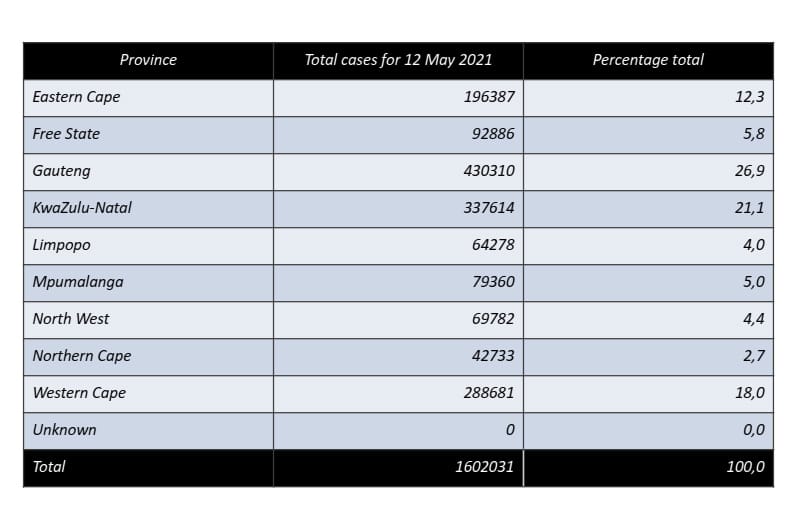 Province Total cases for 12 May 2021 Percentage total
Eastern Cape 196387 12,3
Free State 92886 5,8
Gauteng 430310 26,9
KwaZulu-Natal 337614 21,1
Limpopo 64278 4,0
Mpumalanga 79360 5,0
North West 69782 4,4
Northern Cape 42733 2,7
Western Cape 288681 18,0
Unknown 0 0,0
Total 1602031 100,0